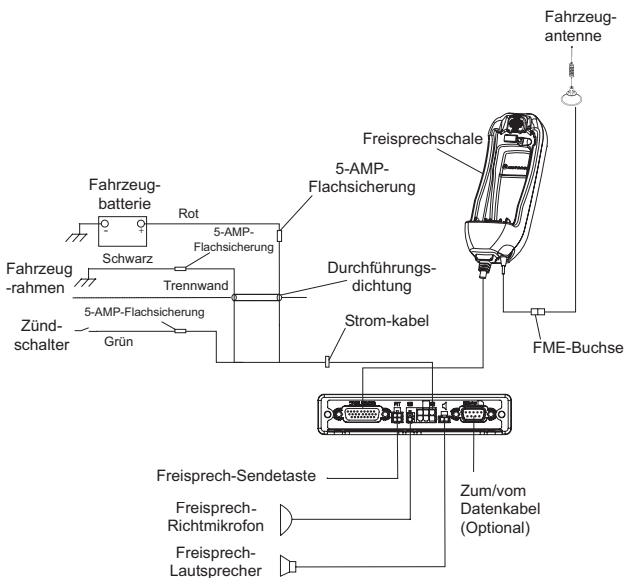 Fahrzeug-
antenne
Freisprechschale
5-AMP-
Flachsicherung
Fahrzeug-
batterie
Rot
5-AMP-
Flachsicherung
Schwarz
Fahrzeug
-rahmen
Trennwand
Durchführungs-
dichtung
Zünd-
schalter
5-AMP-Flachsicherung
Grün
Strom-kabel
FME-Buchse
Freisprech-Sendetaste
Freisprech-
Richtmikrofon
Freisprech-
Lautsprecher
Zum/vom
Datenkabel
(Optional)